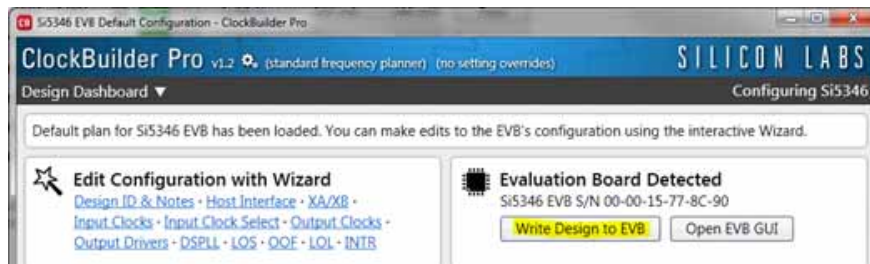 Si5346 EVB Default Configuration - ClockBuilder Pro
ClockBuilder Pro v1.2 (standard frequency planner) (no setting overrides) SILICON LABS
Design Dashboard ▼ Configuring Si5346
Default plan for Si5346 EVB has been loaded. You can make edits to the EVB's configuration using the interactive Wizard.
Edit Configuration with Wizard
Design ID & Notes · Host Interface · XA/XB ·
Input Clocks · Input Clock Select · Output Clocks ·
Output Drivers · DSPLL · LOS · OOF · LOL · INTR
Evaluation Board Detected
Si5346 EVB S/N 00-00-15-77-8C-90
Write Design to EVB Open EVB GUI